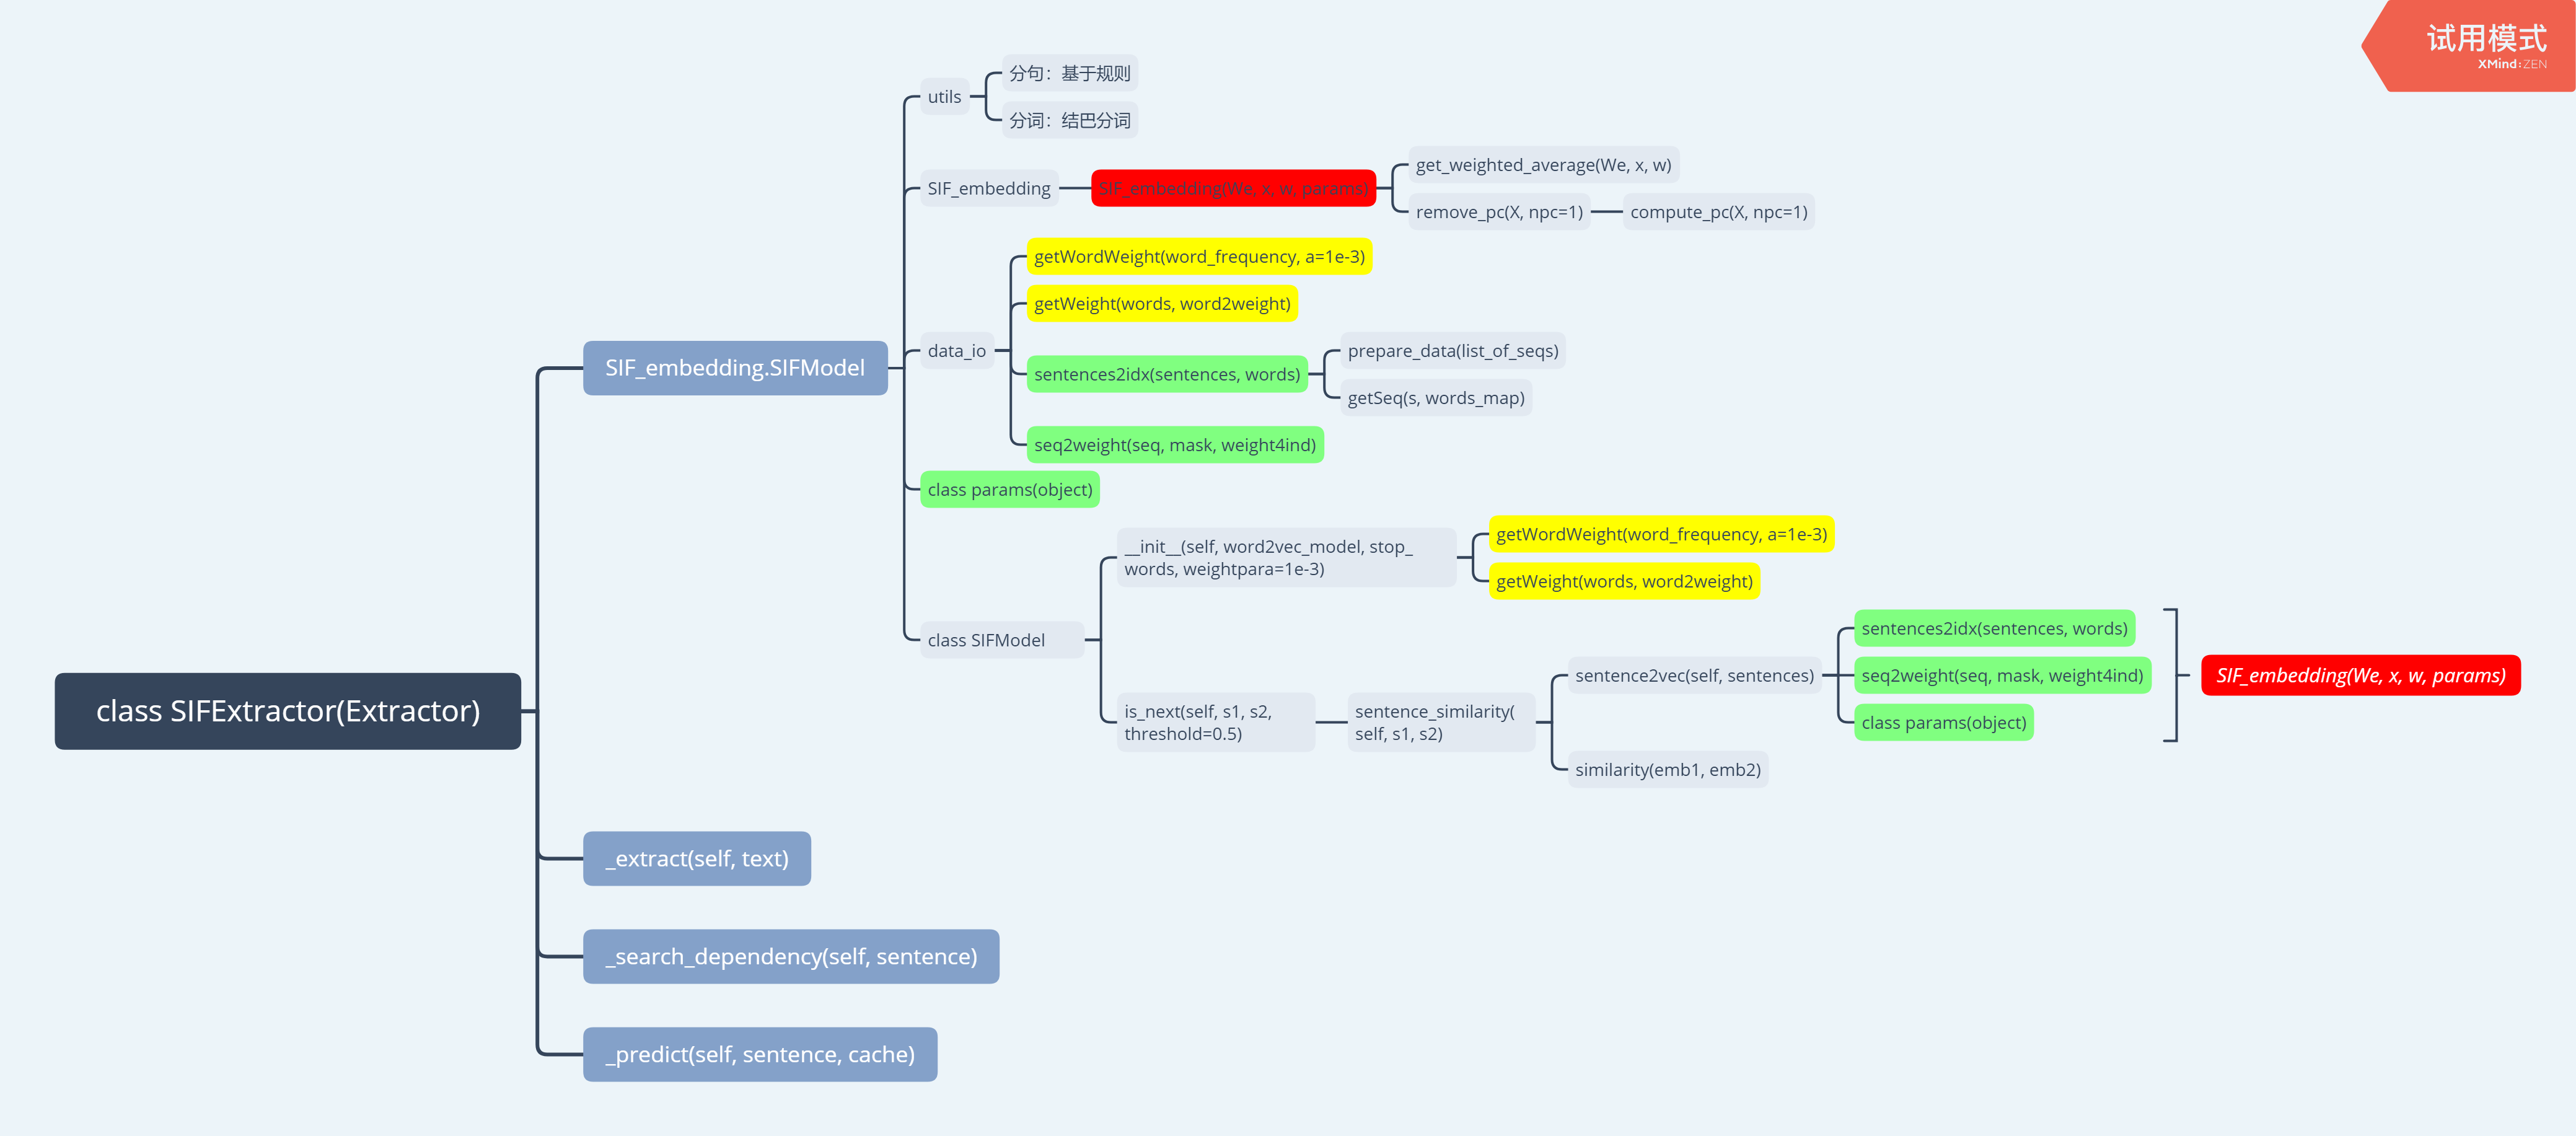 试用模式
XMind:ZEN
class SIFExtractor(Extractor)
SIF_embedding.SIFModel
utils
分句：基于规则
分词：结巴分词
SIF_embedding
SIF_embedding(We, x, w, params)
get_weighted_average(We, x, w)
remove_pc(X, npc=1)
compute_pc(X, npc=1)
data_io
getWordWeight(word_frequency, a=1e-3)
getWeight(words, word2weight)
sentences2idx(sentences, words)
prepare_data(list_of_seqs)
getSeq(s, words_map)
seq2weight(seq, mask, weight4ind)
class params(object)
class SIFModel
__init__(self, word2vec_model, stop_
words, weightpara=1e-3)
getWordWeight(word_frequency, a=1e-3)
getWeight(words, word2weight)
is_next(self, s1, s2,
threshold=0.5)
sentence_similarity(
self, s1, s2)
sentence2vec(self, sentences)
sentences2idx(sentences, words)
seq2weight(seq, mask, weight4ind)
class params(object)
SIF_embedding(We, x, w, params)
similarity(emb1, emb2)
_extract(self, text)
_search_dependency(self, sentence)
_predict(self, sentence, cache)